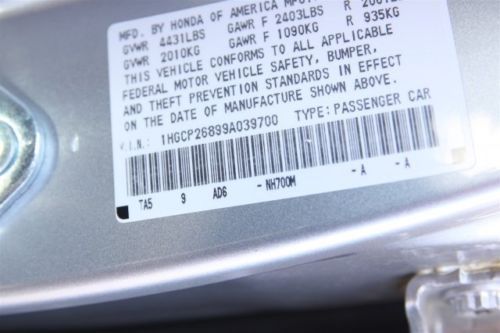 MFD. BY HONDA OF AMERICA MFG.
GVWR 4431LBS GAWR F 2403LBS R
GVWR 2010KG GAWR F 1090KG R 935KG
THIS VEHICLE CONFORMS TO ALL APPLICABLE
FEDERAL MOTOR VEHICLE SAFETY, BUMPER,
AND THEFT PREVENTION STANDARDS IN EFFECT
ON THE DATE OF MANUFACTURE SHOWN ABOVE.
V.I.N.: 1HGCP26899A039700 TYPE: PASSENGER CAR
TA5 9 AD6 -NH700M -A -A